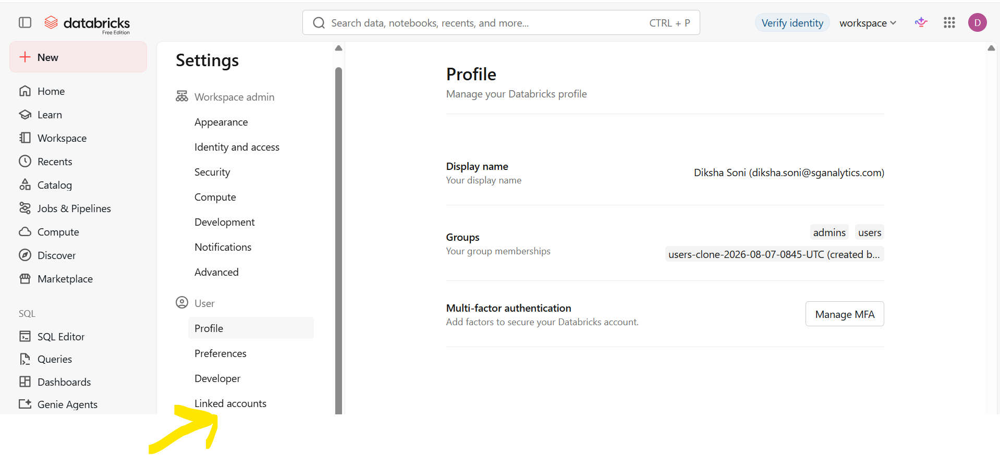 databricks
Free Edition
Search data, notebooks, recents, and more...
CTRL + P
Verify identity
workspace
D
New
Home
Learn
Workspace
Recents
Catalog
Jobs & Pipelines
Compute
Discover
Marketplace
SQL
SQL Editor
Queries
Dashboards
Genie Agents
Settings
Workspace admin
Appearance
Identity and access
Security
Compute
Development
Notifications
Advanced
User
Profile
Preferences
Developer
Linked accounts
Profile
Manage your Databricks profile
Display name
Your display name
Diksha Soni (diksha.soni@sganalytics.com)
Groups
Your group memberships
admins users
users-clone-2026-08-07-0845-UTC (created b...
Multi-factor authentication
Add factors to secure your Databricks account.
Manage MFA